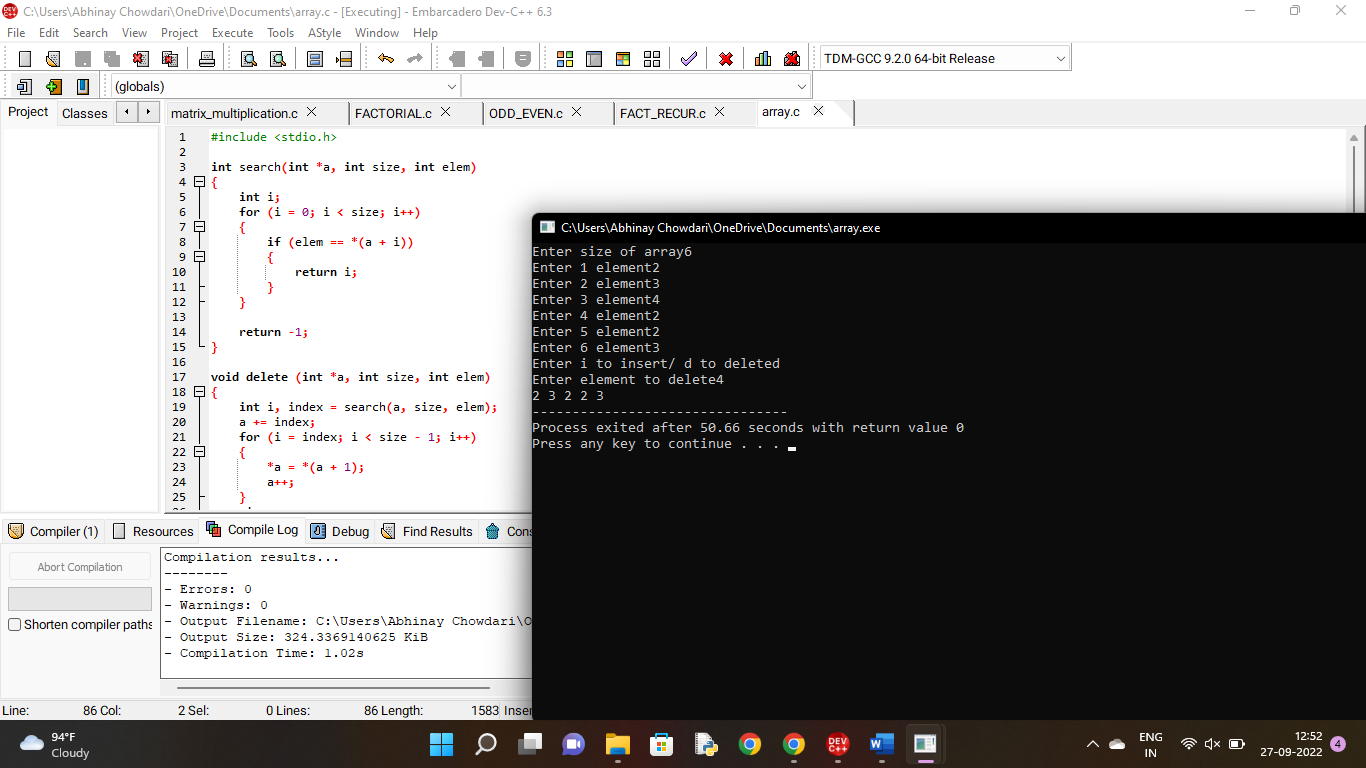 C:\Users\Abhinay Chowdari\OneDrive\Documents\array.c - [Executing] - Embarcadero Dev-C++ 6.3
File Edit Search View Project Execute Tools AStyle Window Help
TDM-GCC 9.2.0 64-bit Release
(globals)
Project Classes
matrix_multiplication.c FACTORIAL.c ODD_EVEN.c FACT_RECUR.c array.c
1 #include <stdio.h>
2
3 int search(int *a, int size, int elem)
4 {
5 int i;
6 for (i = 0; i < size; i++)
7 {
8 if (elem == *(a + i))
9 {
10 return i;
11 }
12 }
13
14 return -1;
15 }
16
17 void delete (int *a, int size, int elem)
18 {
19 int i, index = search(a, size, elem);
20 a += index;
21 for (i = index; i < size - 1; i++)
22 {
23 *a = *(a + 1);
24 a++;
25 }
C:\Users\Abhinay Chowdari\OneDrive\Documents\array.exe
Enter size of array6
Enter 1 element2
Enter 2 element3
Enter 3 element4
Enter 4 element2
Enter 5 element2
Enter 6 element3
Enter i to insert/ d to deleted
Enter element to delete4
2 3 2 2 3
--------------------------------
Process exited after 50.66 seconds with return value 0
Press any key to continue . . .
Compiler (1) Resources Compile Log Debug Find Results Cons
Abort Compilation
Shorten compiler paths
Compilation results...
--------
- Errors: 0
- Warnings: 0
- Output Filename: C:\Users\Abhinay Chowdari\O
- Output Size: 324.3369140625 KiB
- Compilation Time: 1.02s
Line: 86 Col: 2 Sel: 0 Lines: 86 Length: 1583 Inser
94°F
Cloudy
DEV C++
W
ENG
IN
12:52
27-09-2022
4